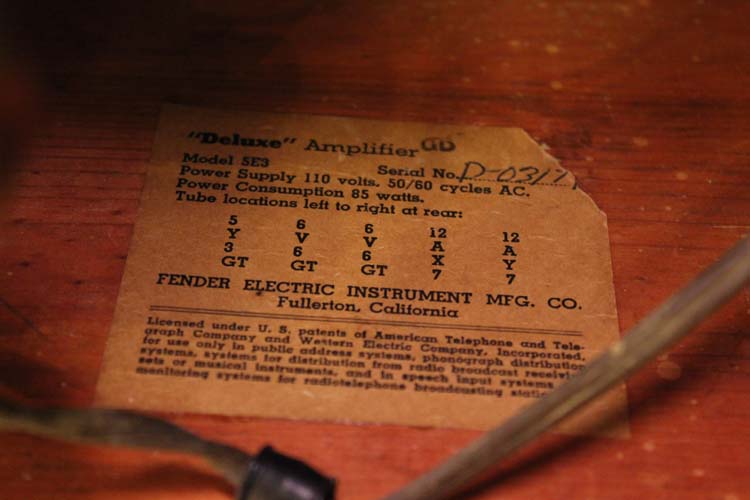 "Deluxe" Amplifier GD
Model 5E3 Serial No. D-0317
Power Supply 110 volts. 50/60 cycles AC.
Power Consumption 85 watts.
Tube locations left to right at rear:
5 6 6 12 12
Y V V A A
3 6 6 X Y
GT GT GT 7 7
FENDER ELECTRIC INSTRUMENT MFG. CO.
Fullerton, California
Licensed under U. S. patents of American Telephone and Tele-
graph Company and Western Electric Company, Incorporated,
for use only in public address systems, phonograph distribution
systems, systems for distribution from radio broadcast receiving
sets or musical instruments, and in speech input systems
monitoring systems for radiotelephone broadcasting